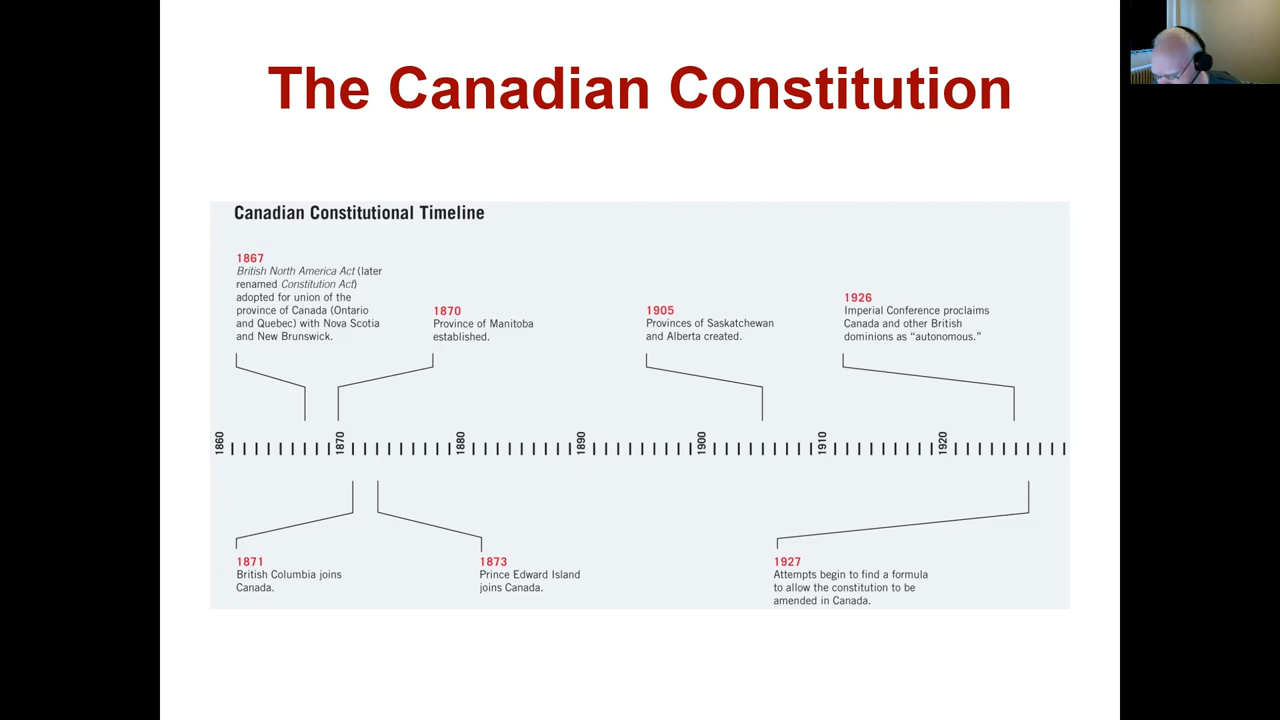 The Canadian Constitution
Canadian Constitutional Timeline
1867
British North America Act (later
renamed Constitution Act)
adopted for union of the
province of Canada (Ontario
and Quebec) with Nova Scotia
and New Brunswick.
1870
Province of Manitoba
established.
1905
Provinces of Saskatchewan
and Alberta created.
1926
Imperial Conference proclaims
Canada and other British
dominions as “autonomous.”
1860 1870 1880 1890 1900 1910 1920
1871
British Columbia joins
Canada.
1873
Prince Edward Island
joins Canada.
1927
Attempts begin to find a formula
to allow the constitution to be
amended in Canada.